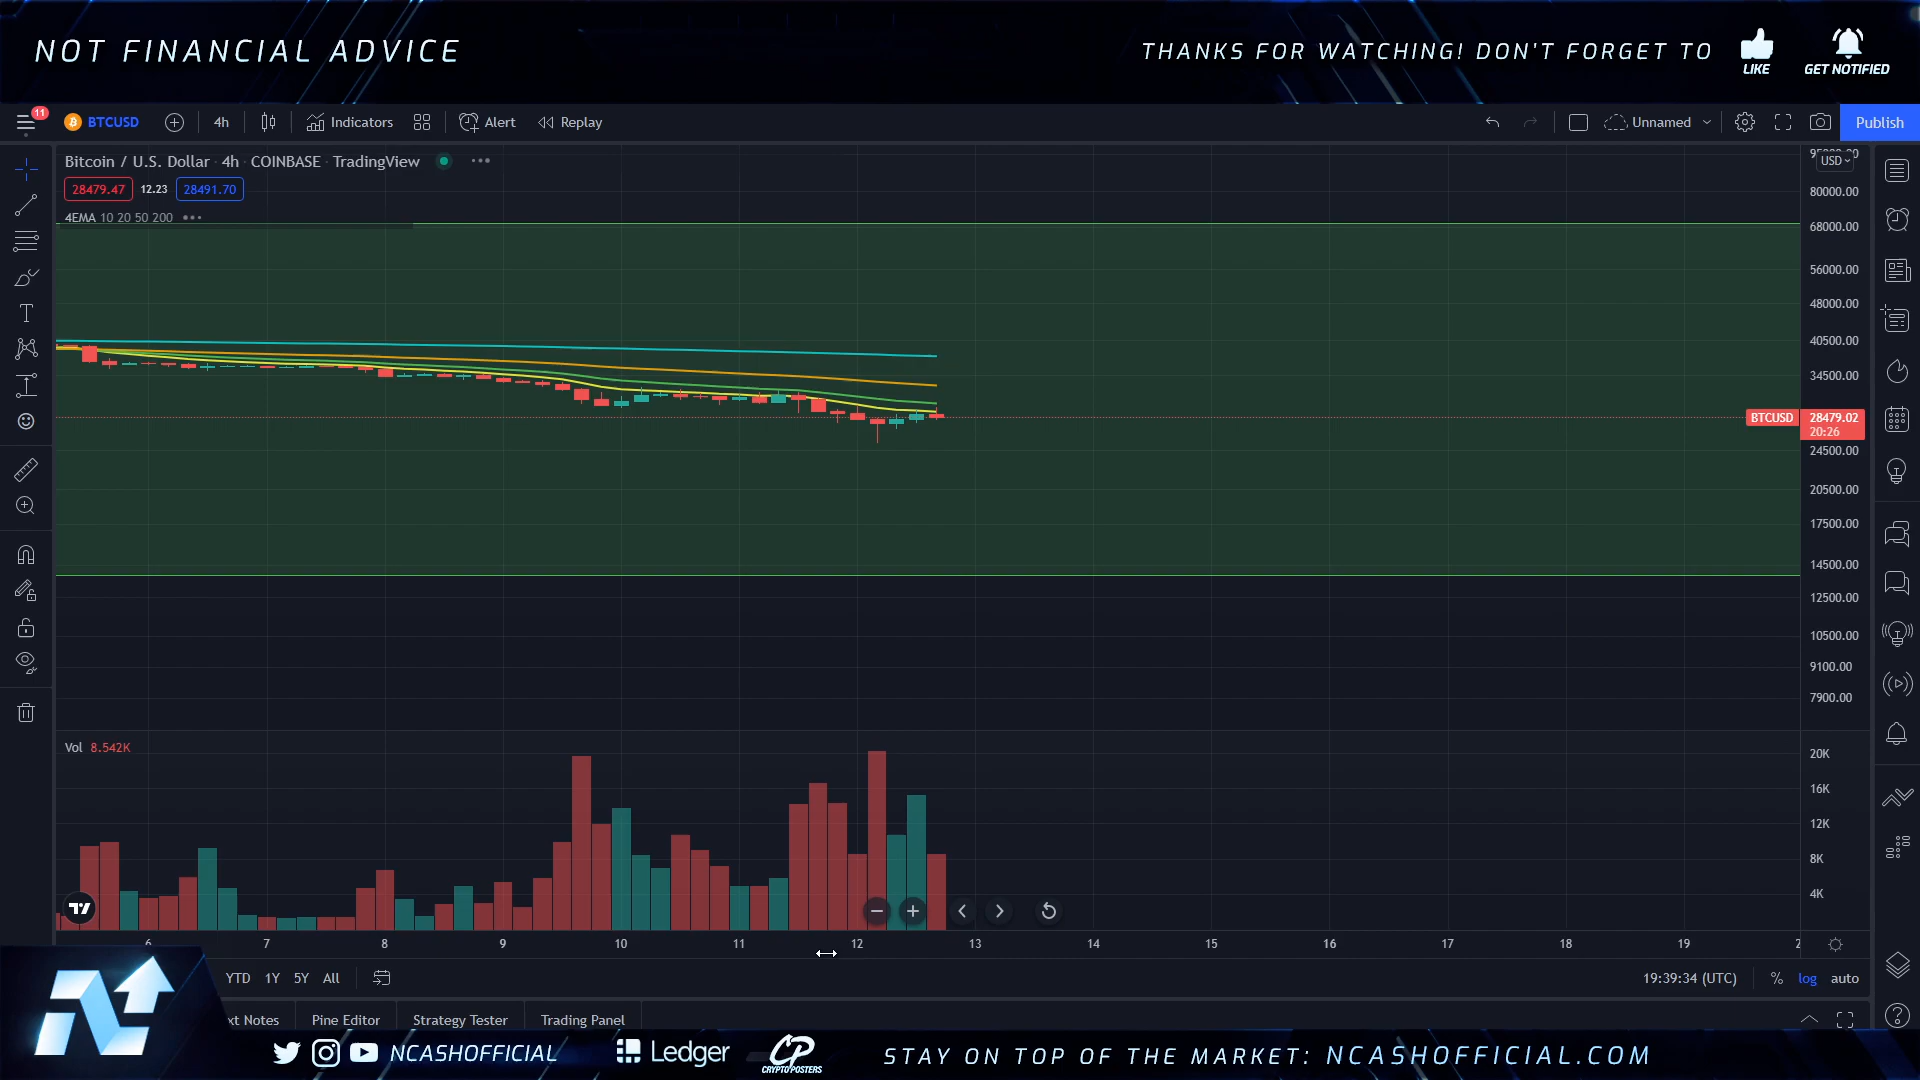 NOT FINANCIAL ADVICE
THANKS FOR WATCHING! DON'T FORGET TO
LIKE
GET NOTIFIED
11
BTCUSD
4h
Indicators
Alert
Replay
Unnamed
Publish
Bitcoin / U.S. Dollar · 4h · COINBASE · TradingView
28479.47 12.23 28491.70
4EMA 10 20 50 200
USD
80000.00
68000.00
56000.00
48000.00
40500.00
34500.00
BTCUSD 28479.02
20:26
24500.00
20500.00
17500.00
14500.00
12500.00
10500.00
9100.00
7900.00
Vol 8.542K
20K
16K
12K
8K
4K
6 7 8 9 10 11 12 13 14 15 16 17 18 19 2
YTD 1Y 5Y All
19:39:34 (UTC) % log auto
xt Notes Pine Editor Strategy Tester Trading Panel
NCASHOFFICIAL
Ledger
CP
CRYPTOPOSTERS
STAY ON TOP OF THE MARKET: NCASHOFFICIAL.COM